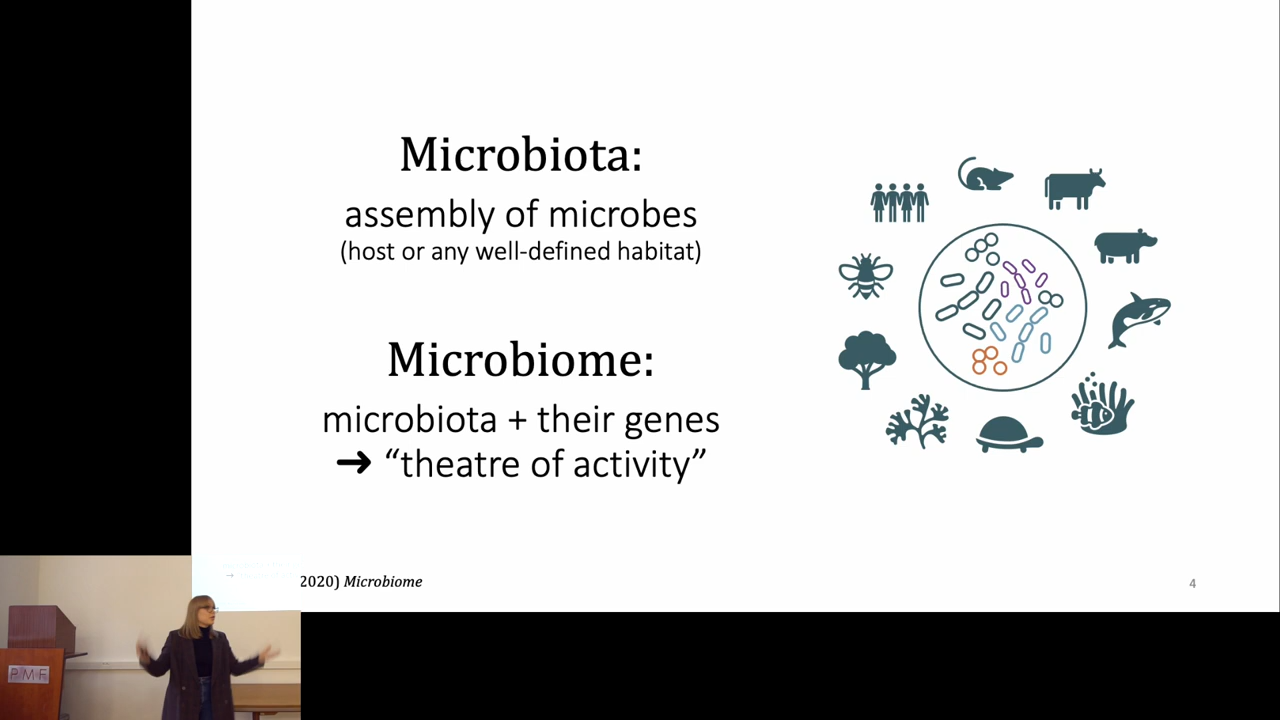 Microbiota:
assembly of microbes
(host or any well-defined habitat)
Microbiome:
microbiota + their genes
➜ “theatre of activity”
2020) Microbiome
4
PMF